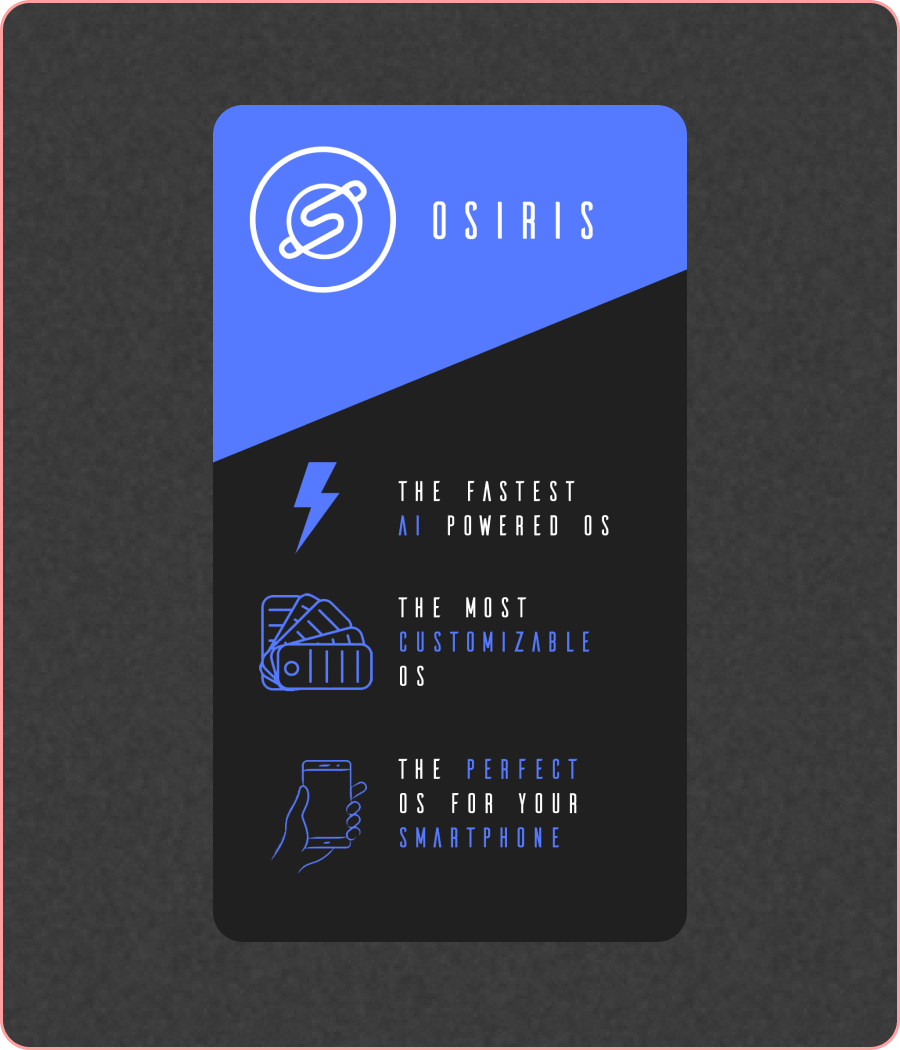 OSIRIS
THE FASTEST
AI POWERED OS
THE MOST
CUSTOMIZABLE
OS
THE PERFECT
OS FOR YOUR
SMARTPHONE